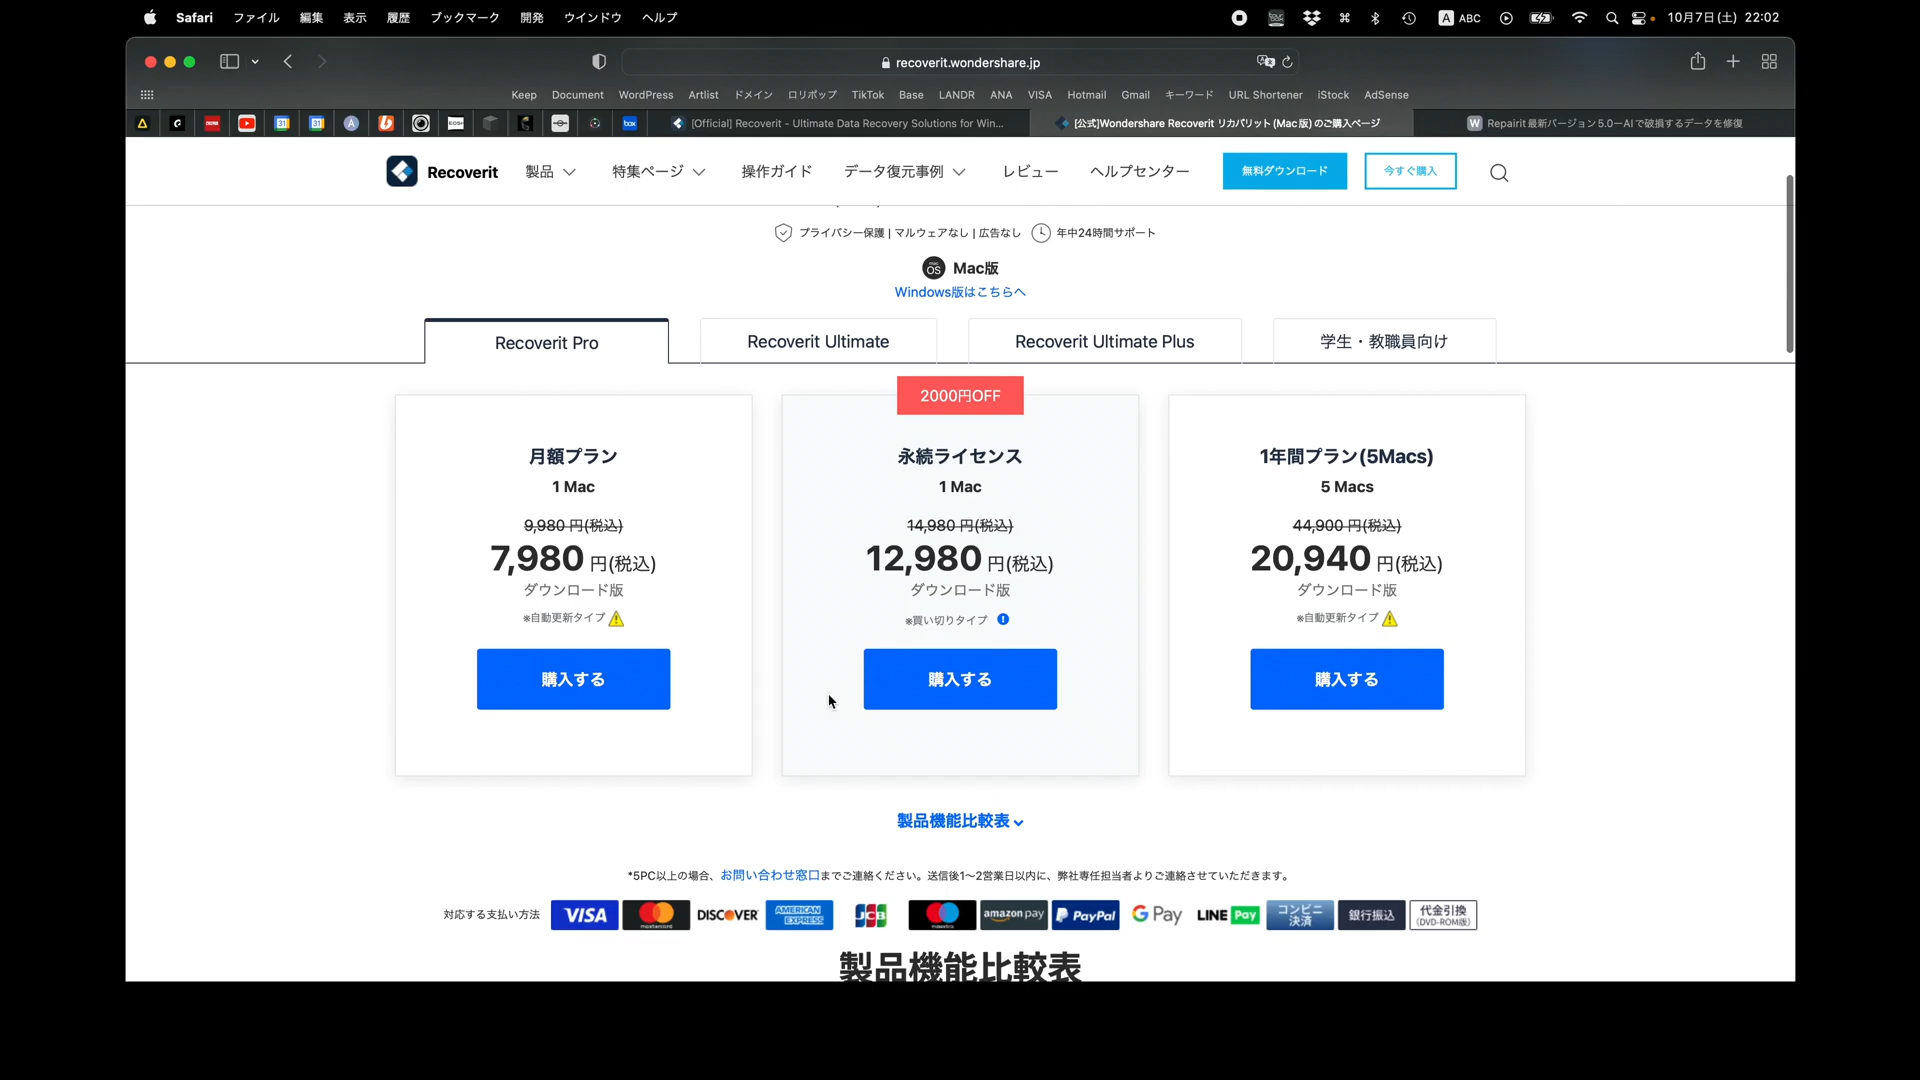 Safari ファイル 編集 表示 履歴 ブックマーク 開発 ウインドウ ヘルプ A ABC 10月7日(土) 22:02
recoverit.wondershare.jp
Keep Document WordPress Artlist ドメイン ロリポップ TikTok Base LANDR ANA VISA Hotmail Gmail キーワード URL Shortener iStock AdSense
[Official] Recoverit - Ultimate Data Recovery Solutions for Win... [公式]Wondershare Recoverit リカバリット(Mac版)のご購入ページ W Repairit最新バージョン5.0ーAIで破損するデータを修復
Recoverit 製品 特集ページ 操作ガイド データ復元事例 レビュー ヘルプセンター 無料ダウンロード 今すぐ購入
プライバシー保護 | マルウェアなし | 広告なし 年中24時間サポート
macOS Mac版
Windows版はこちらへ
Recoverit Pro Recoverit Ultimate Recoverit Ultimate Plus 学生・教職員向け
2000円OFF
月額プラン 永続ライセンス 1年間プラン(5Macs)
1 Mac 1 Mac 5 Macs
9,980 円(税込) 14,980 円(税込) 44,900 円(税込)
7,980 円(税込) 12,980 円(税込) 20,940 円(税込)
ダウンロード版 ダウンロード版 ダウンロード版
※自動更新タイプ ※買い切りタイプ ※自動更新タイプ
購入する 購入する 購入する
製品機能比較表
*5PC以上の場合、お問い合わせ窓口までご連絡ください。送信後1〜2営業日以内に、弊社専任担当者よりご連絡させていただきます。
対応する支払い方法 VISA mastercard DISCOVER AMERICAN EXPRESS JCB maestro amazon pay PayPal G Pay LINE Pay コンビニ決済 銀行振込 代金引換 (DVD-ROM版)
製品機能比較表